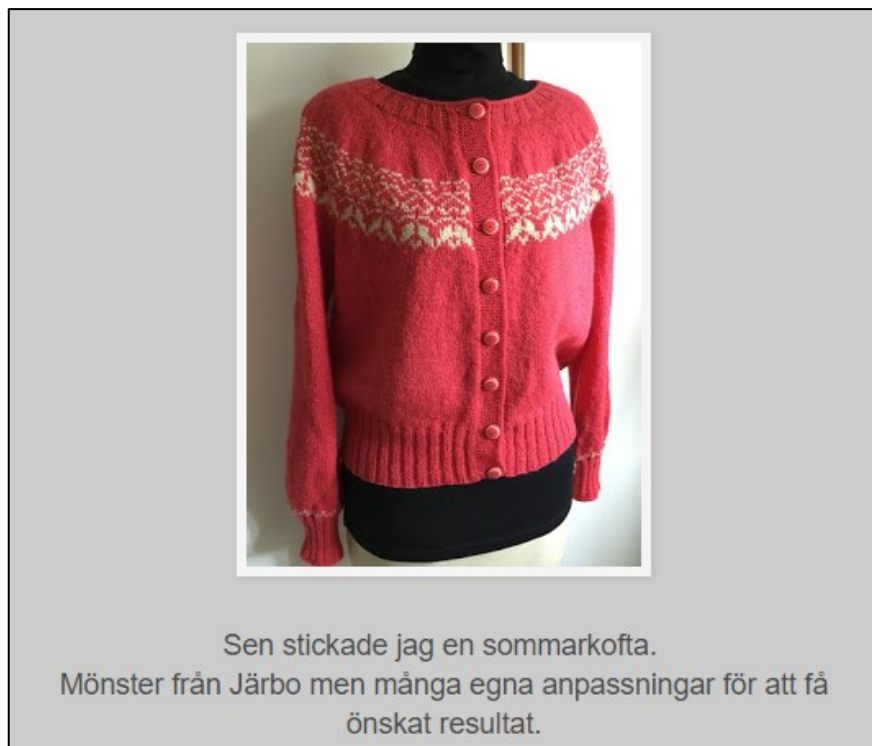 Sen stickade jag en sommarkofta.
Mönster från Järbo men många egna anpassningar för att få
önskat resultat.